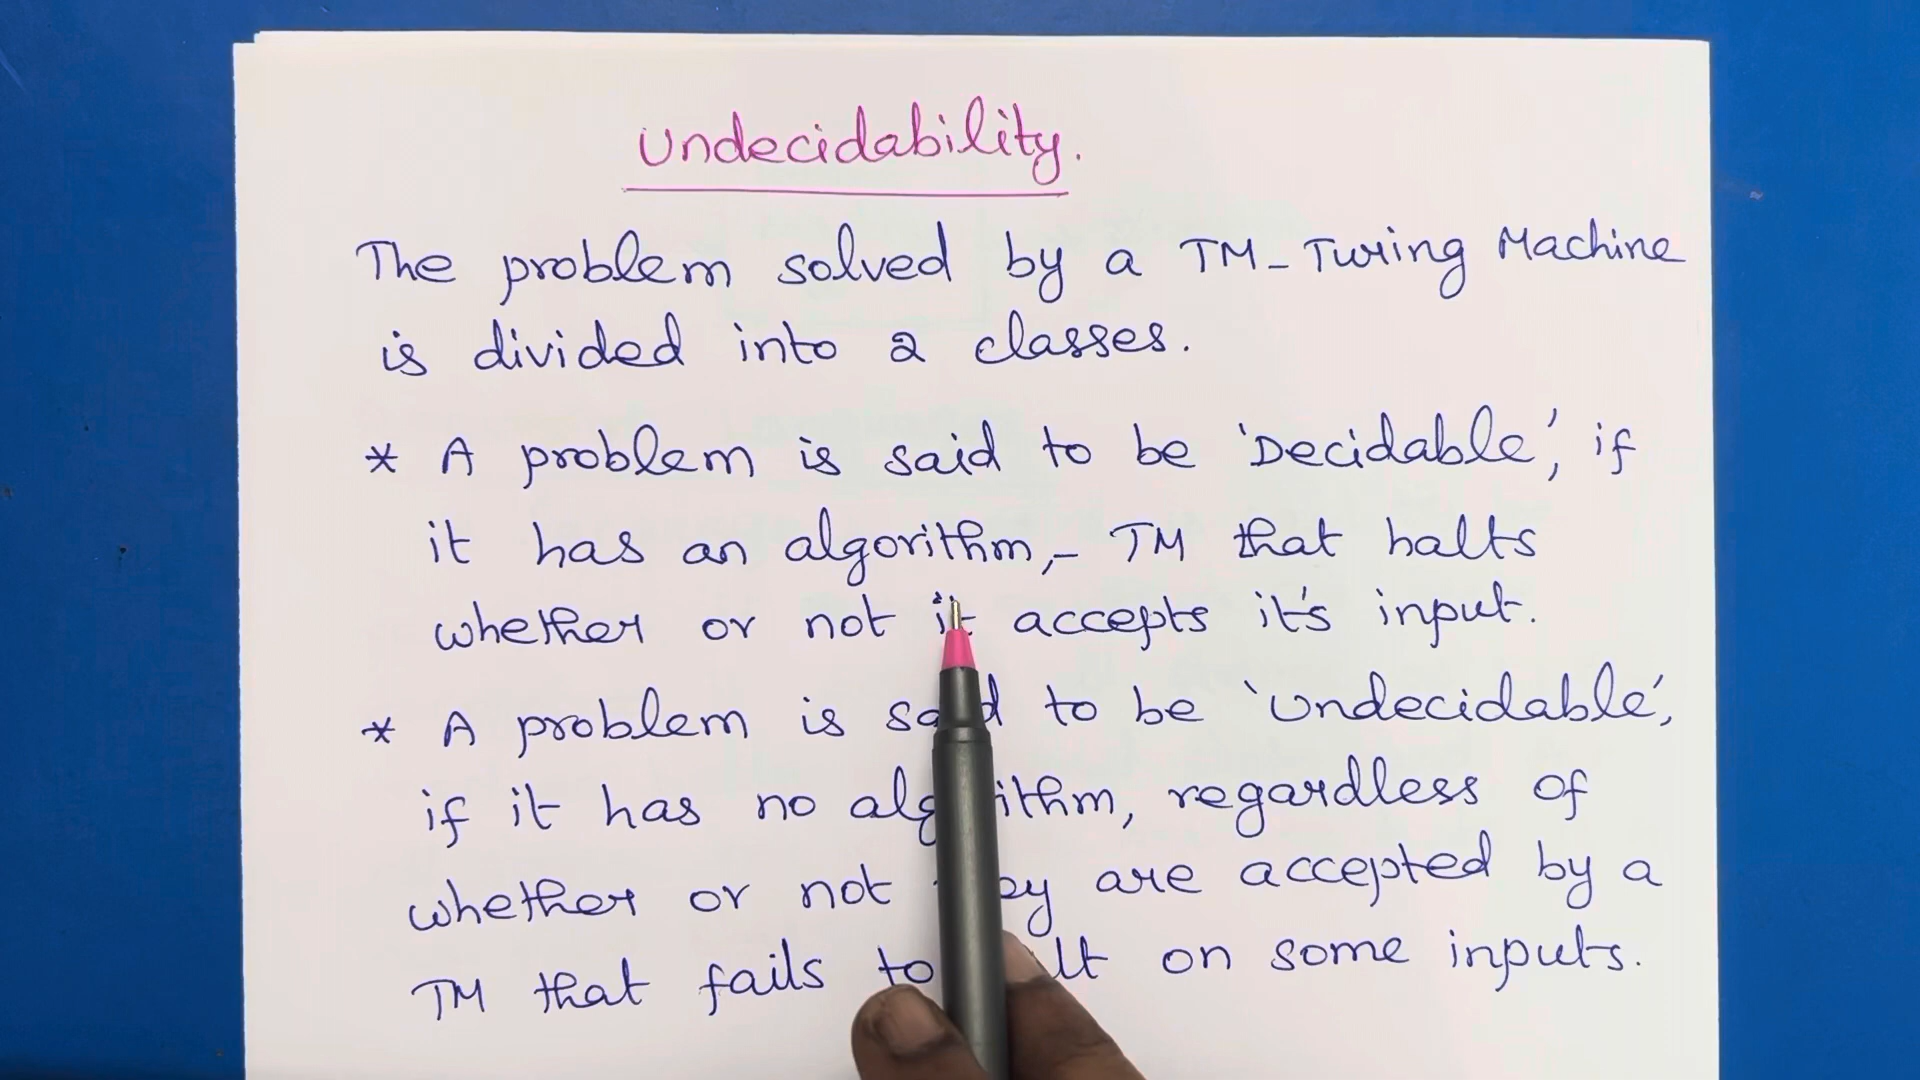 Undecidability.
The problem solved by a TM - Turing Machine
is divided into 2 classes.
* A problem is said to be 'Decidable', if
it has an algorithm, - TM that halts
whether or not it accepts it's input.
* A problem is said to be 'Undecidable',
if it has no algorithm, regardless of
whether or not they are accepted by a
TM that fails to halt on some inputs.